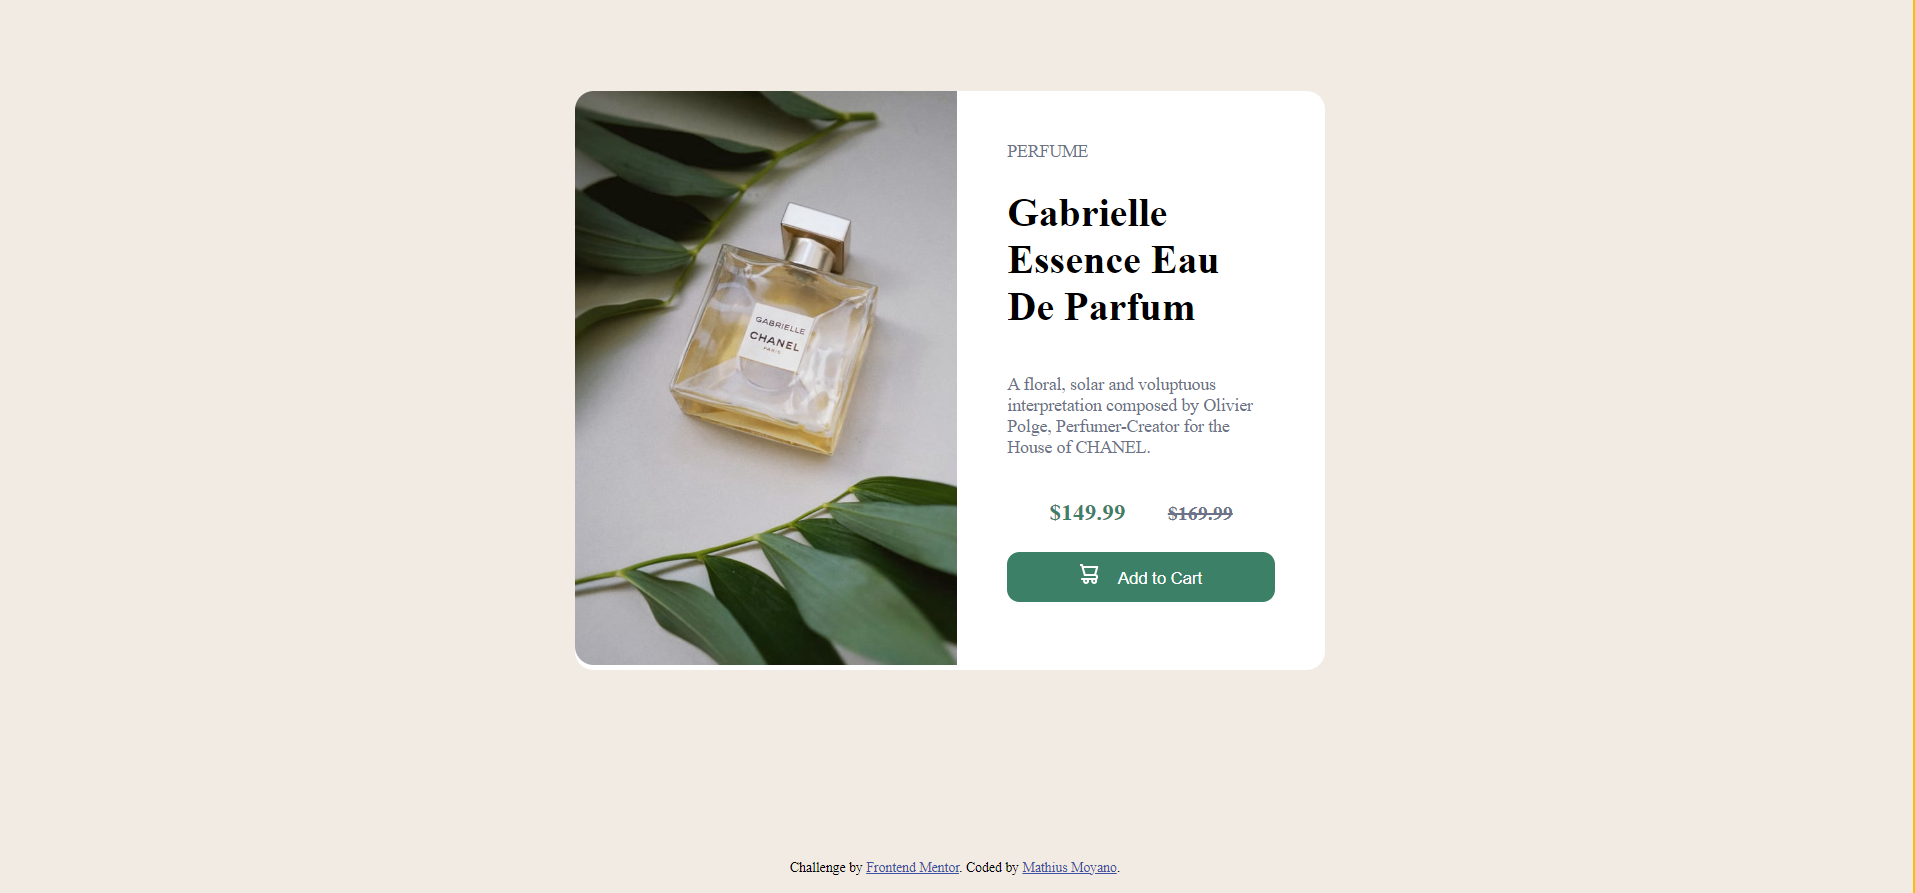 PERFUME
Gabrielle
Essence Eau
De Parfum
GABRIELLE
CHANEL
PARIS
A floral, solar and voluptuous
interpretation composed by Olivier
Polge, Perfumer-Creator for the
House of CHANEL.
$149.99 $169.99
Add to Cart
Challenge by Frontend Mentor. Coded by Mathius Moyano.